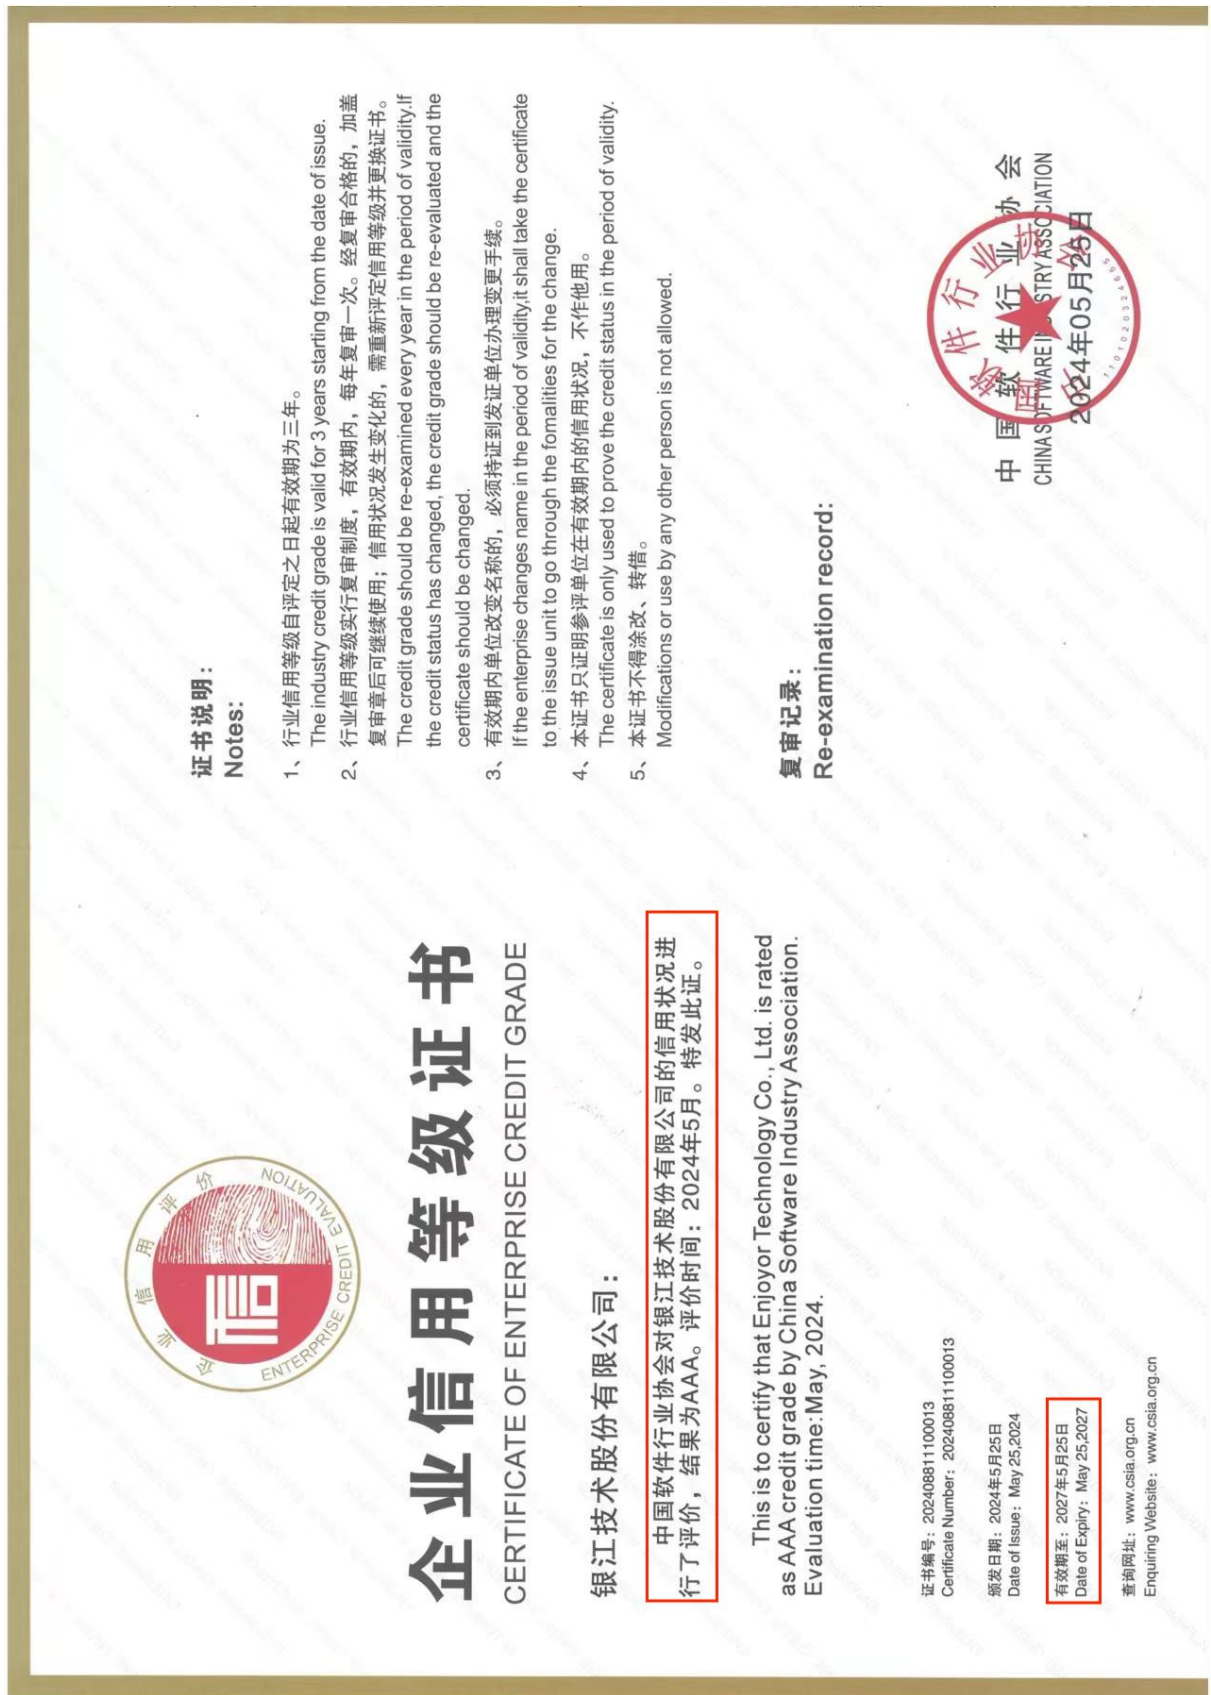 企业信用评价
ENTERPRISE CREDIT EVALUATION
信
企业信用等级证书
CERTIFICATE OF ENTERPRISE CREDIT GRADE
银江技术股份有限公司：
中国软件行业协会对银江技术股份有限公司的信用状况进
行了评价，结果为AAA。评价时间：2024年5月。特发此证。
This is to certify that Enjoyor Technology Co., Ltd. is rated
as AAA credit grade by China Software Industry Association.
Evaluation time:May, 2024.
证书编号：202408811100013
Certificate Number：202408811100013
颁发日期：2024年5月25日
Date of Issue：May 25,2024
有效期至：2027年5月25日
Date of Expiry：May 25,2027
查询网址：www.csia.org.cn
Enquiring Website：www.csia.org.cn
证书说明：
Notes:
1、行业信用等级自评定之日起有效期为三年。
The industry credit grade is valid for 3 years starting from the date of issue.
2、行业信用等级实行复审制度，有效期内，每年复审一次。经复审合格的，加盖
复审章后可继续使用；信用状况发生变化的，需重新评定信用等级并更换证书。
The credit grade should be re-examined every year in the period of validity.If
the credit status has changed, the credit grade should be re-evaluated and the
certificate should be changed.
3、有效期内单位改变名称的，必须持证到发证单位办理变更手续。
If the enterprise changes name in the period of validity,it shall take the certificate
to the issue unit to go through the fomalities for the change.
4、本证书只证明参评单位在有效期内的信用状况，不作他用。
The certificate is only used to prove the credit status in the period of validity.
5、本证书不得涂改、转借。
Modifications or use by any other person is not allowed.
复审记录：
Re-examination record:
中国软件行业协会
CHINA SOFTWARE INDUSTRY ASSOCIATION
2024年05月25日
中国软件行业协会